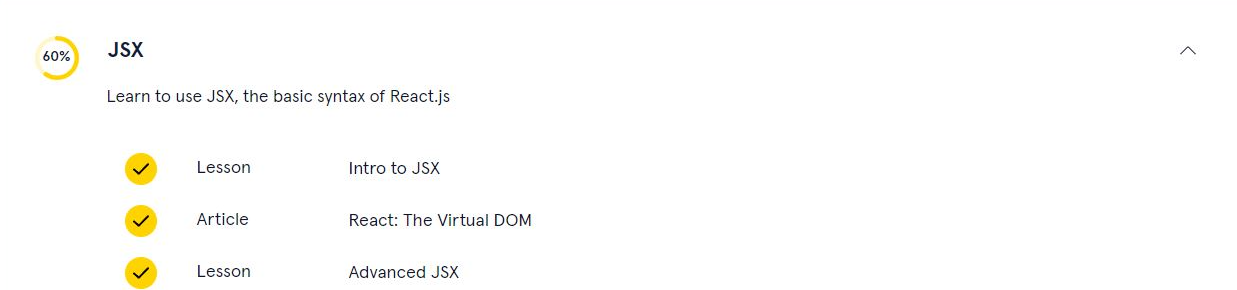 60%
JSX
Learn to use JSX, the basic syntax of React.js
Lesson Intro to JSX
Article React: The Virtual DOM
Lesson Advanced JSX